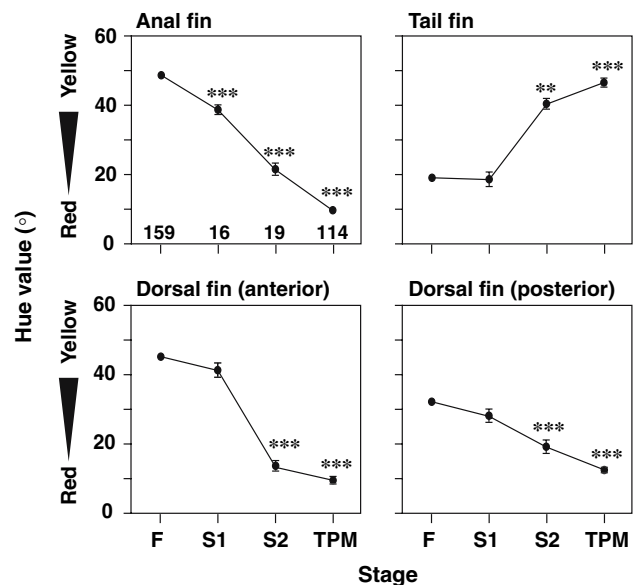 Anal fin
Tail fin
60
40
20
0
Yellow
Red
***
***
***
**
***
159 16 19 114
Hue value (°)
Dorsal fin (anterior)
Dorsal fin (posterior)
60
40
20
0
Yellow
Red
***
***
***
***
F S1 S2 TPM
F S1 S2 TPM
Stage